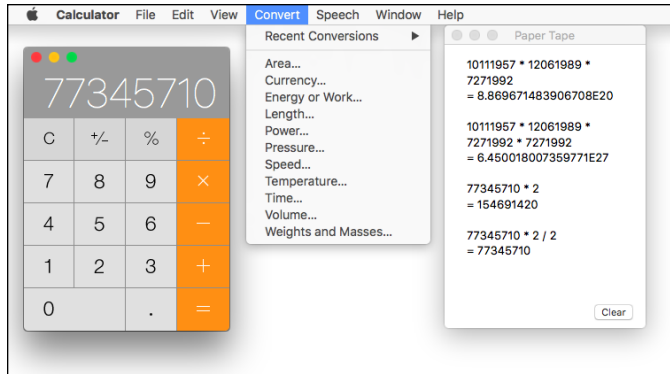 Calculator File Edit View Convert Speech Window Help
77345710
C +/- % ÷
7 8 9 ×
4 5 6 −
1 2 3 +
0 . =
Recent Conversions ▶
Area...
Currency...
Energy or Work...
Length...
Power...
Pressure...
Speed...
Temperature...
Time...
Volume...
Weights and Masses...
Paper Tape
10111957 * 12061989 *
7271992
= 8.869671483906708E20
10111957 * 12061989 *
7271992 * 7271992
= 6.450018007359771E27
77345710 * 2
= 154691420
77345710 * 2 / 2
= 77345710
Clear